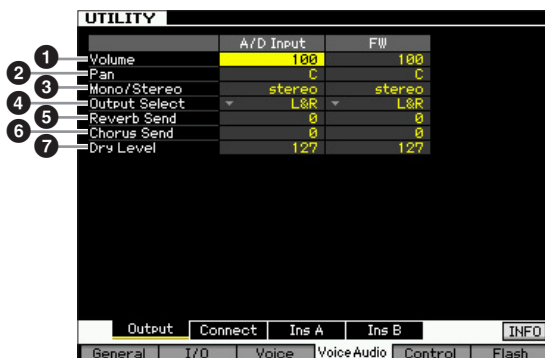 UTILITY
A/D Input FW
1 Volume 100 100
2 Pan C C
3 Mono/Stereo stereo stereo
4 Output Select L&R L&R
5 Reverb Send 0 0
6 Chorus Send 0 0
7 Dry Level 127 127
Output Connect Ins A Ins B INFO
General I/O Voice Voice Audio Control Flash